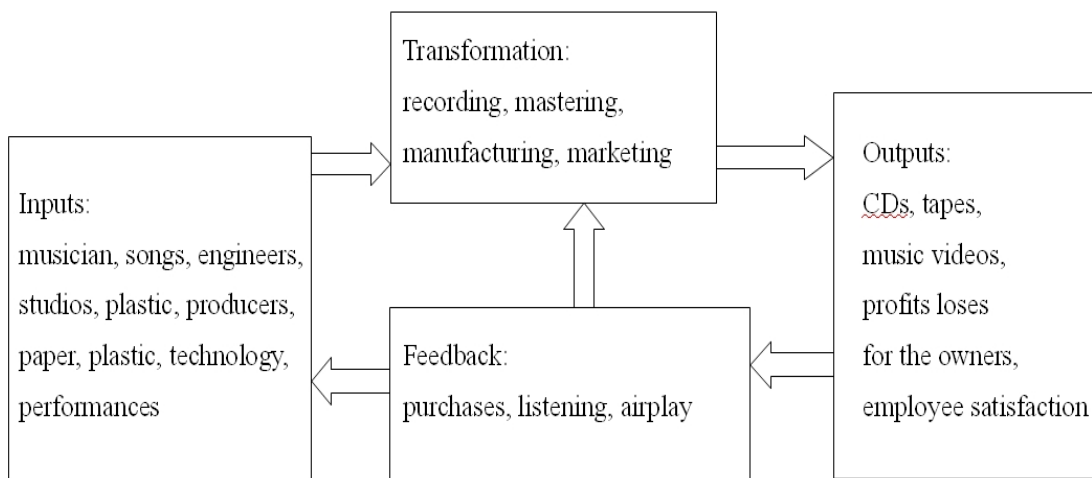 Transformation:
recording, mastering,
manufacturing, marketing
Inputs:
musician, songs, engineers,
studios, plastic, producers,
paper, plastic, technology,
performances
Feedback:
purchases, listening, airplay
Outputs:
CDs, tapes,
music videos,
profits loses
for the owners,
employee satisfaction